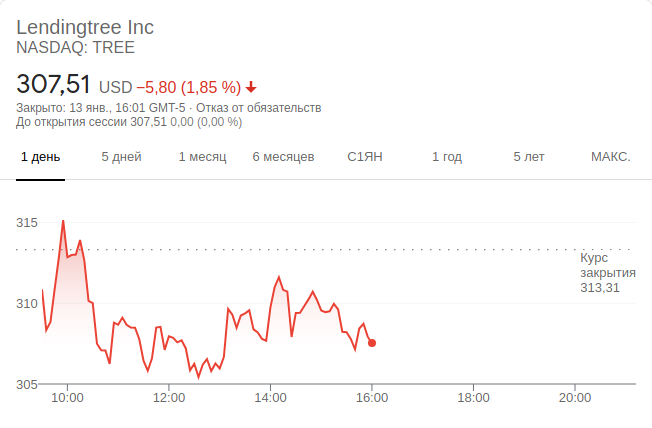 Lendingtree Inc
NASDAQ: TREE
307,51 USD −5,80 (1,85 %)
Закрыто: 13 янв., 16:01 GMT-5 · Отказ от обязательств
До открытия сессии 307,51 0,00 (0,00 %)
1 день 5 дней 1 месяц 6 месяцев С1ЯН 1 год 5 лет МАКС.
315
Курс
закрытия
313,31
310
305
10:00 12:00 14:00 16:00 18:00 20:00